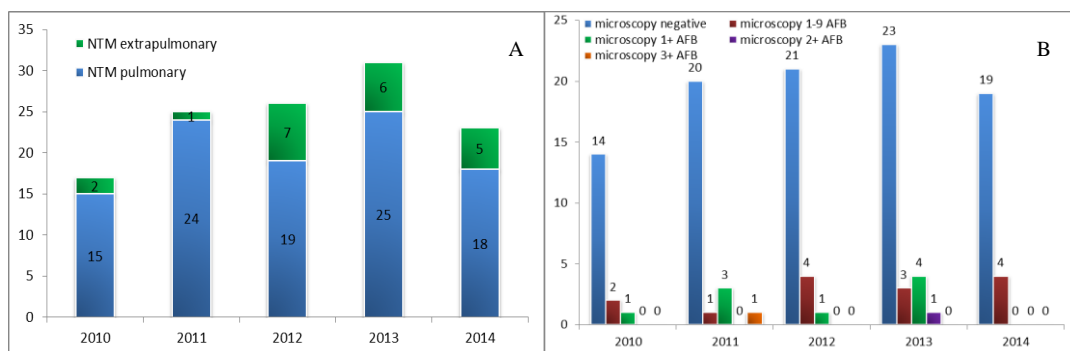 35
30
25
20
15
10
5
0
NTM extrapulmonary
NTM pulmonary
A
2
15
1
24
7
19
6
25
5
18
2010 2011 2012 2013 2014
microscopy negative microscopy 1-9 AFB
microscopy 1+ AFB microscopy 2+ AFB
microscopy 3+ AFB
B
25
20
15
10
5
0
14 2 1 0 0
20 1 3 0 1
21 4 1 0 0
23 3 4 1 0
19 4 0 0 0
2010 2011 2012 2013 2014